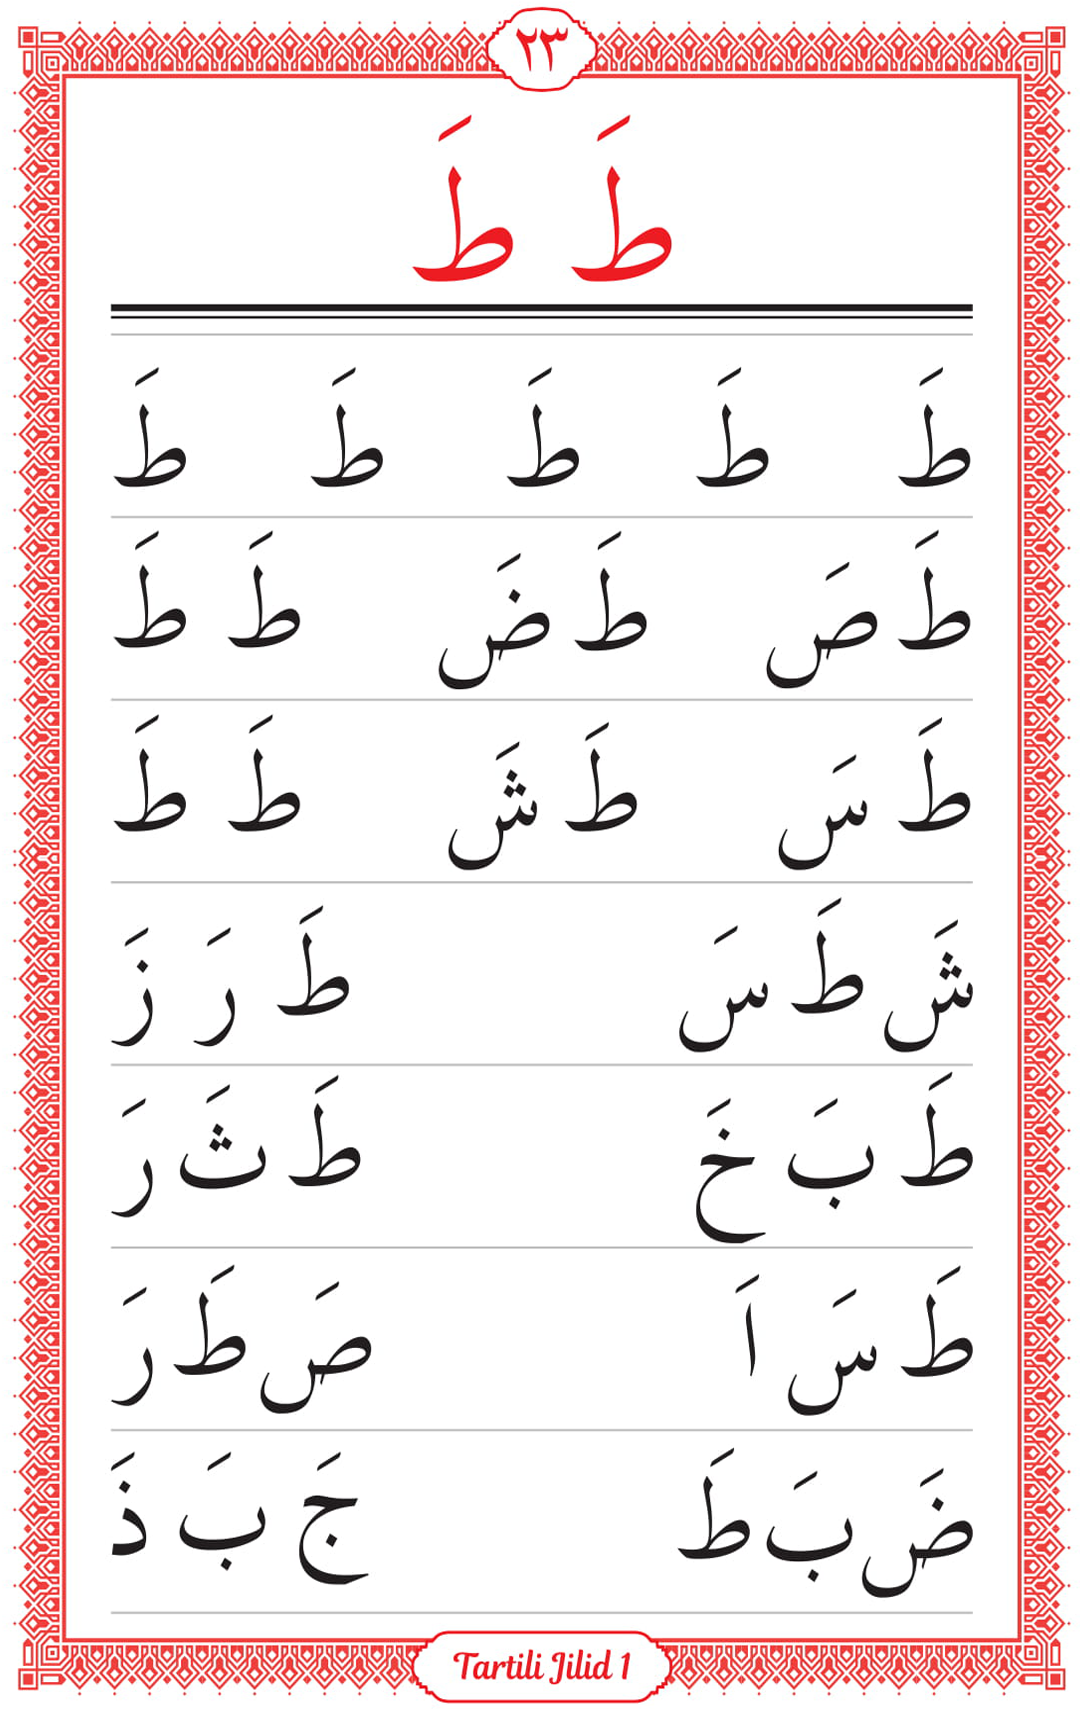 ٢٣
طَ طَ
طَ طَ طَ طَ طَ
طَ صَ طَ ضَ طَ طَ
طَ سَ طَ شَ طَ طَ
شَ طَ سَ طَ رَ زَ
طَ بَ خَ طَ ثَ رَ
طَ سَ اَ صَ طَ رَ
ضَ بَ طَ جَ بَ ذَ
Tartili Jilid 1